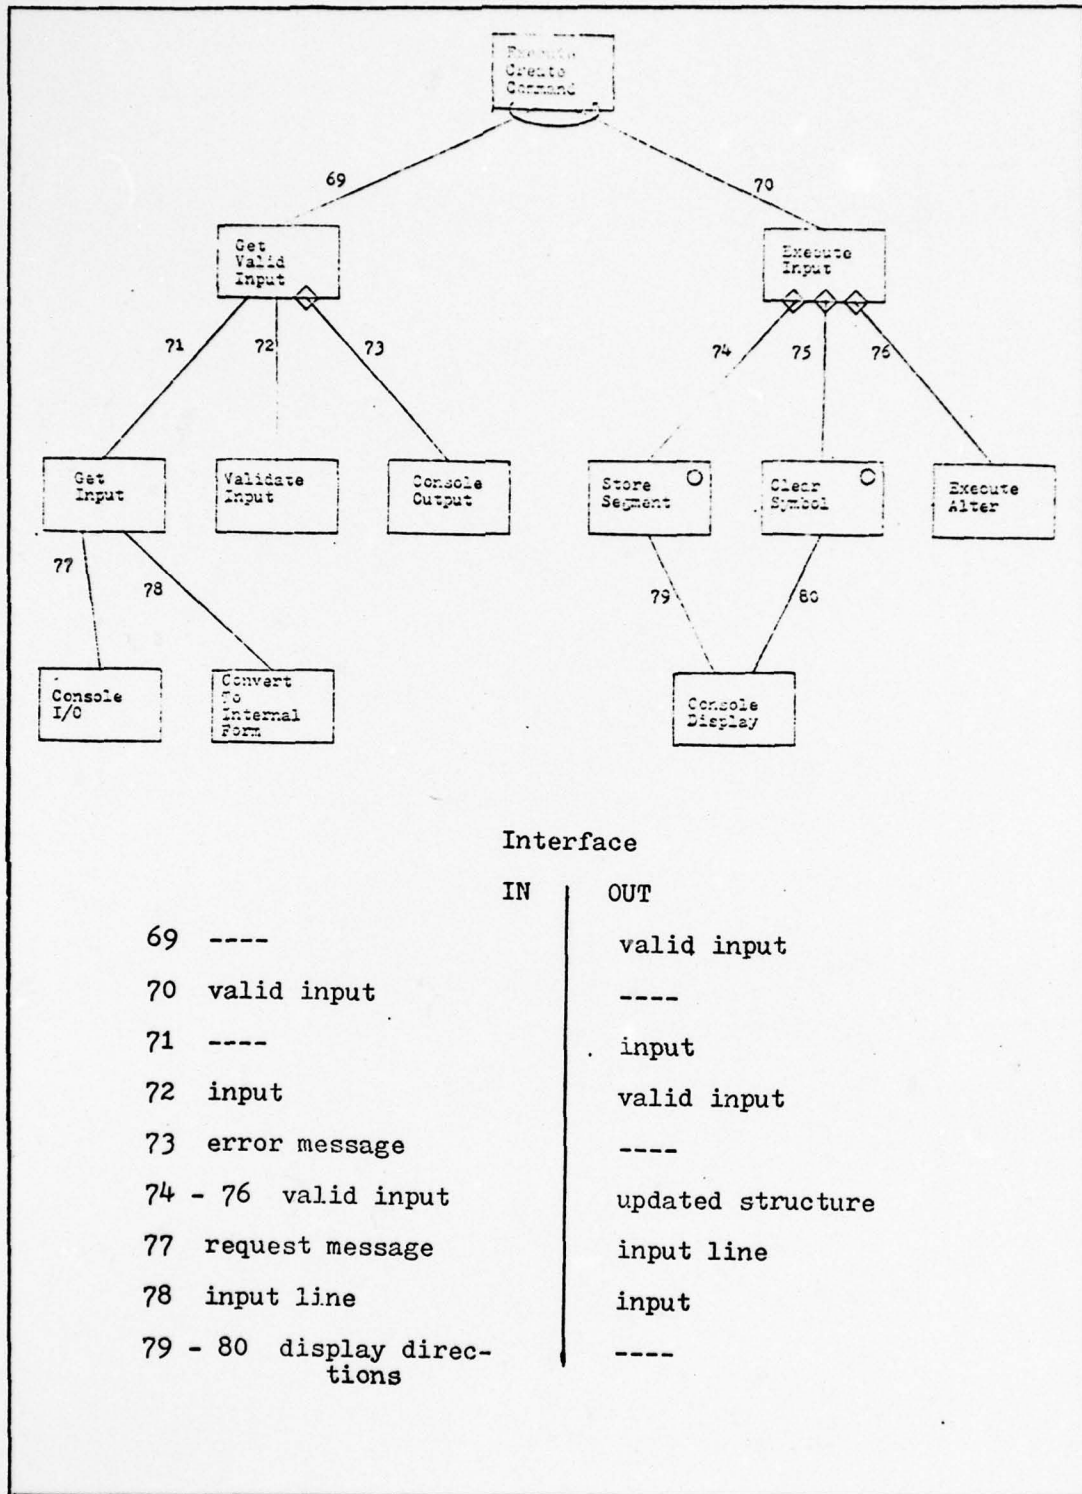 Execute
Create
Command
69
70
Get
Valid
Input
Execute
Input
71
72
73
74
75
76
Get
Input
Validate
Input
Console
Output
Store
Segment
Clear
Symbol
Execute
Alter
77
78
79
80
Console
I/O
Convert
To
Internal
Form
Console
Display
Interface
IN OUT
69 ---- valid input
70 valid input ----
71 ---- input
72 input valid input
73 error message ----
74 - 76 valid input updated structure
77 request message input line
78 input line input
79 - 80 display direc- ----
tions